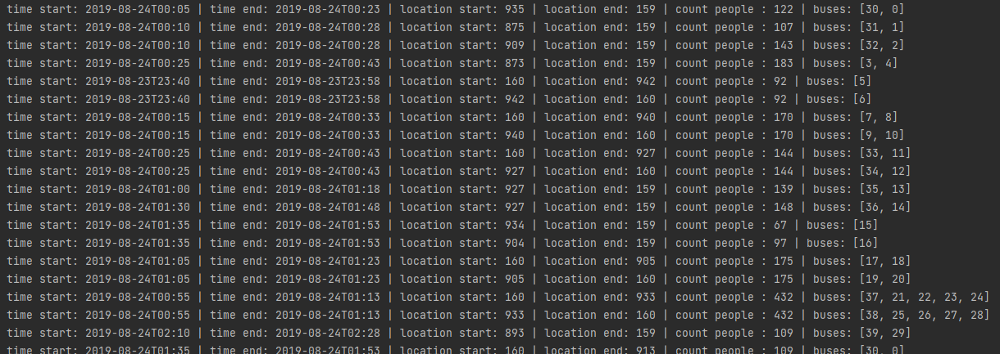 time start: 2019-08-24T00:05 | time end: 2019-08-24T00:23 | location start: 935 | location end: 159 | count people : 122 | buses: [30, 0]
time start: 2019-08-24T00:10 | time end: 2019-08-24T00:28 | location start: 875 | location end: 159 | count people : 107 | buses: [31, 1]
time start: 2019-08-24T00:10 | time end: 2019-08-24T00:28 | location start: 909 | location end: 159 | count people : 143 | buses: [32, 2]
time start: 2019-08-24T00:25 | time end: 2019-08-24T00:43 | location start: 873 | location end: 159 | count people : 183 | buses: [3, 4]
time start: 2019-08-23T23:40 | time end: 2019-08-23T23:58 | location start: 160 | location end: 942 | count people : 92 | buses: [5]
time start: 2019-08-23T23:40 | time end: 2019-08-23T23:58 | location start: 942 | location end: 160 | count people : 92 | buses: [6]
time start: 2019-08-24T00:15 | time end: 2019-08-24T00:33 | location start: 160 | location end: 940 | count people : 170 | buses: [7, 8]
time start: 2019-08-24T00:15 | time end: 2019-08-24T00:33 | location start: 940 | location end: 160 | count people : 170 | buses: [9, 10]
time start: 2019-08-24T00:25 | time end: 2019-08-24T00:43 | location start: 160 | location end: 927 | count people : 144 | buses: [33, 11]
time start: 2019-08-24T00:25 | time end: 2019-08-24T00:43 | location start: 927 | location end: 160 | count people : 144 | buses: [34, 12]
time start: 2019-08-24T01:00 | time end: 2019-08-24T01:18 | location start: 927 | location end: 159 | count people : 139 | buses: [35, 13]
time start: 2019-08-24T01:30 | time end: 2019-08-24T01:48 | location start: 927 | location end: 159 | count people : 148 | buses: [36, 14]
time start: 2019-08-24T01:35 | time end: 2019-08-24T01:53 | location start: 934 | location end: 159 | count people : 67 | buses: [15]
time start: 2019-08-24T01:35 | time end: 2019-08-24T01:53 | location start: 904 | location end: 159 | count people : 97 | buses: [16]
time start: 2019-08-24T01:05 | time end: 2019-08-24T01:23 | location start: 160 | location end: 905 | count people : 175 | buses: [17, 18]
time start: 2019-08-24T01:05 | time end: 2019-08-24T01:23 | location start: 905 | location end: 160 | count people : 175 | buses: [19, 20]
time start: 2019-08-24T00:55 | time end: 2019-08-24T01:13 | location start: 160 | location end: 933 | count people : 432 | buses: [37, 21, 22, 23, 24]
time start: 2019-08-24T00:55 | time end: 2019-08-24T01:13 | location start: 933 | location end: 160 | count people : 432 | buses: [38, 25, 26, 27, 28]
time start: 2019-08-24T02:10 | time end: 2019-08-24T02:28 | location start: 893 | location end: 159 | count people : 109 | buses: [39, 29]
time start: 2019-08-24T01:35 | time end: 2019-08-24T01:53 | location start: 160 | location end: 913 | count people : 109 | buses: [30, 0]